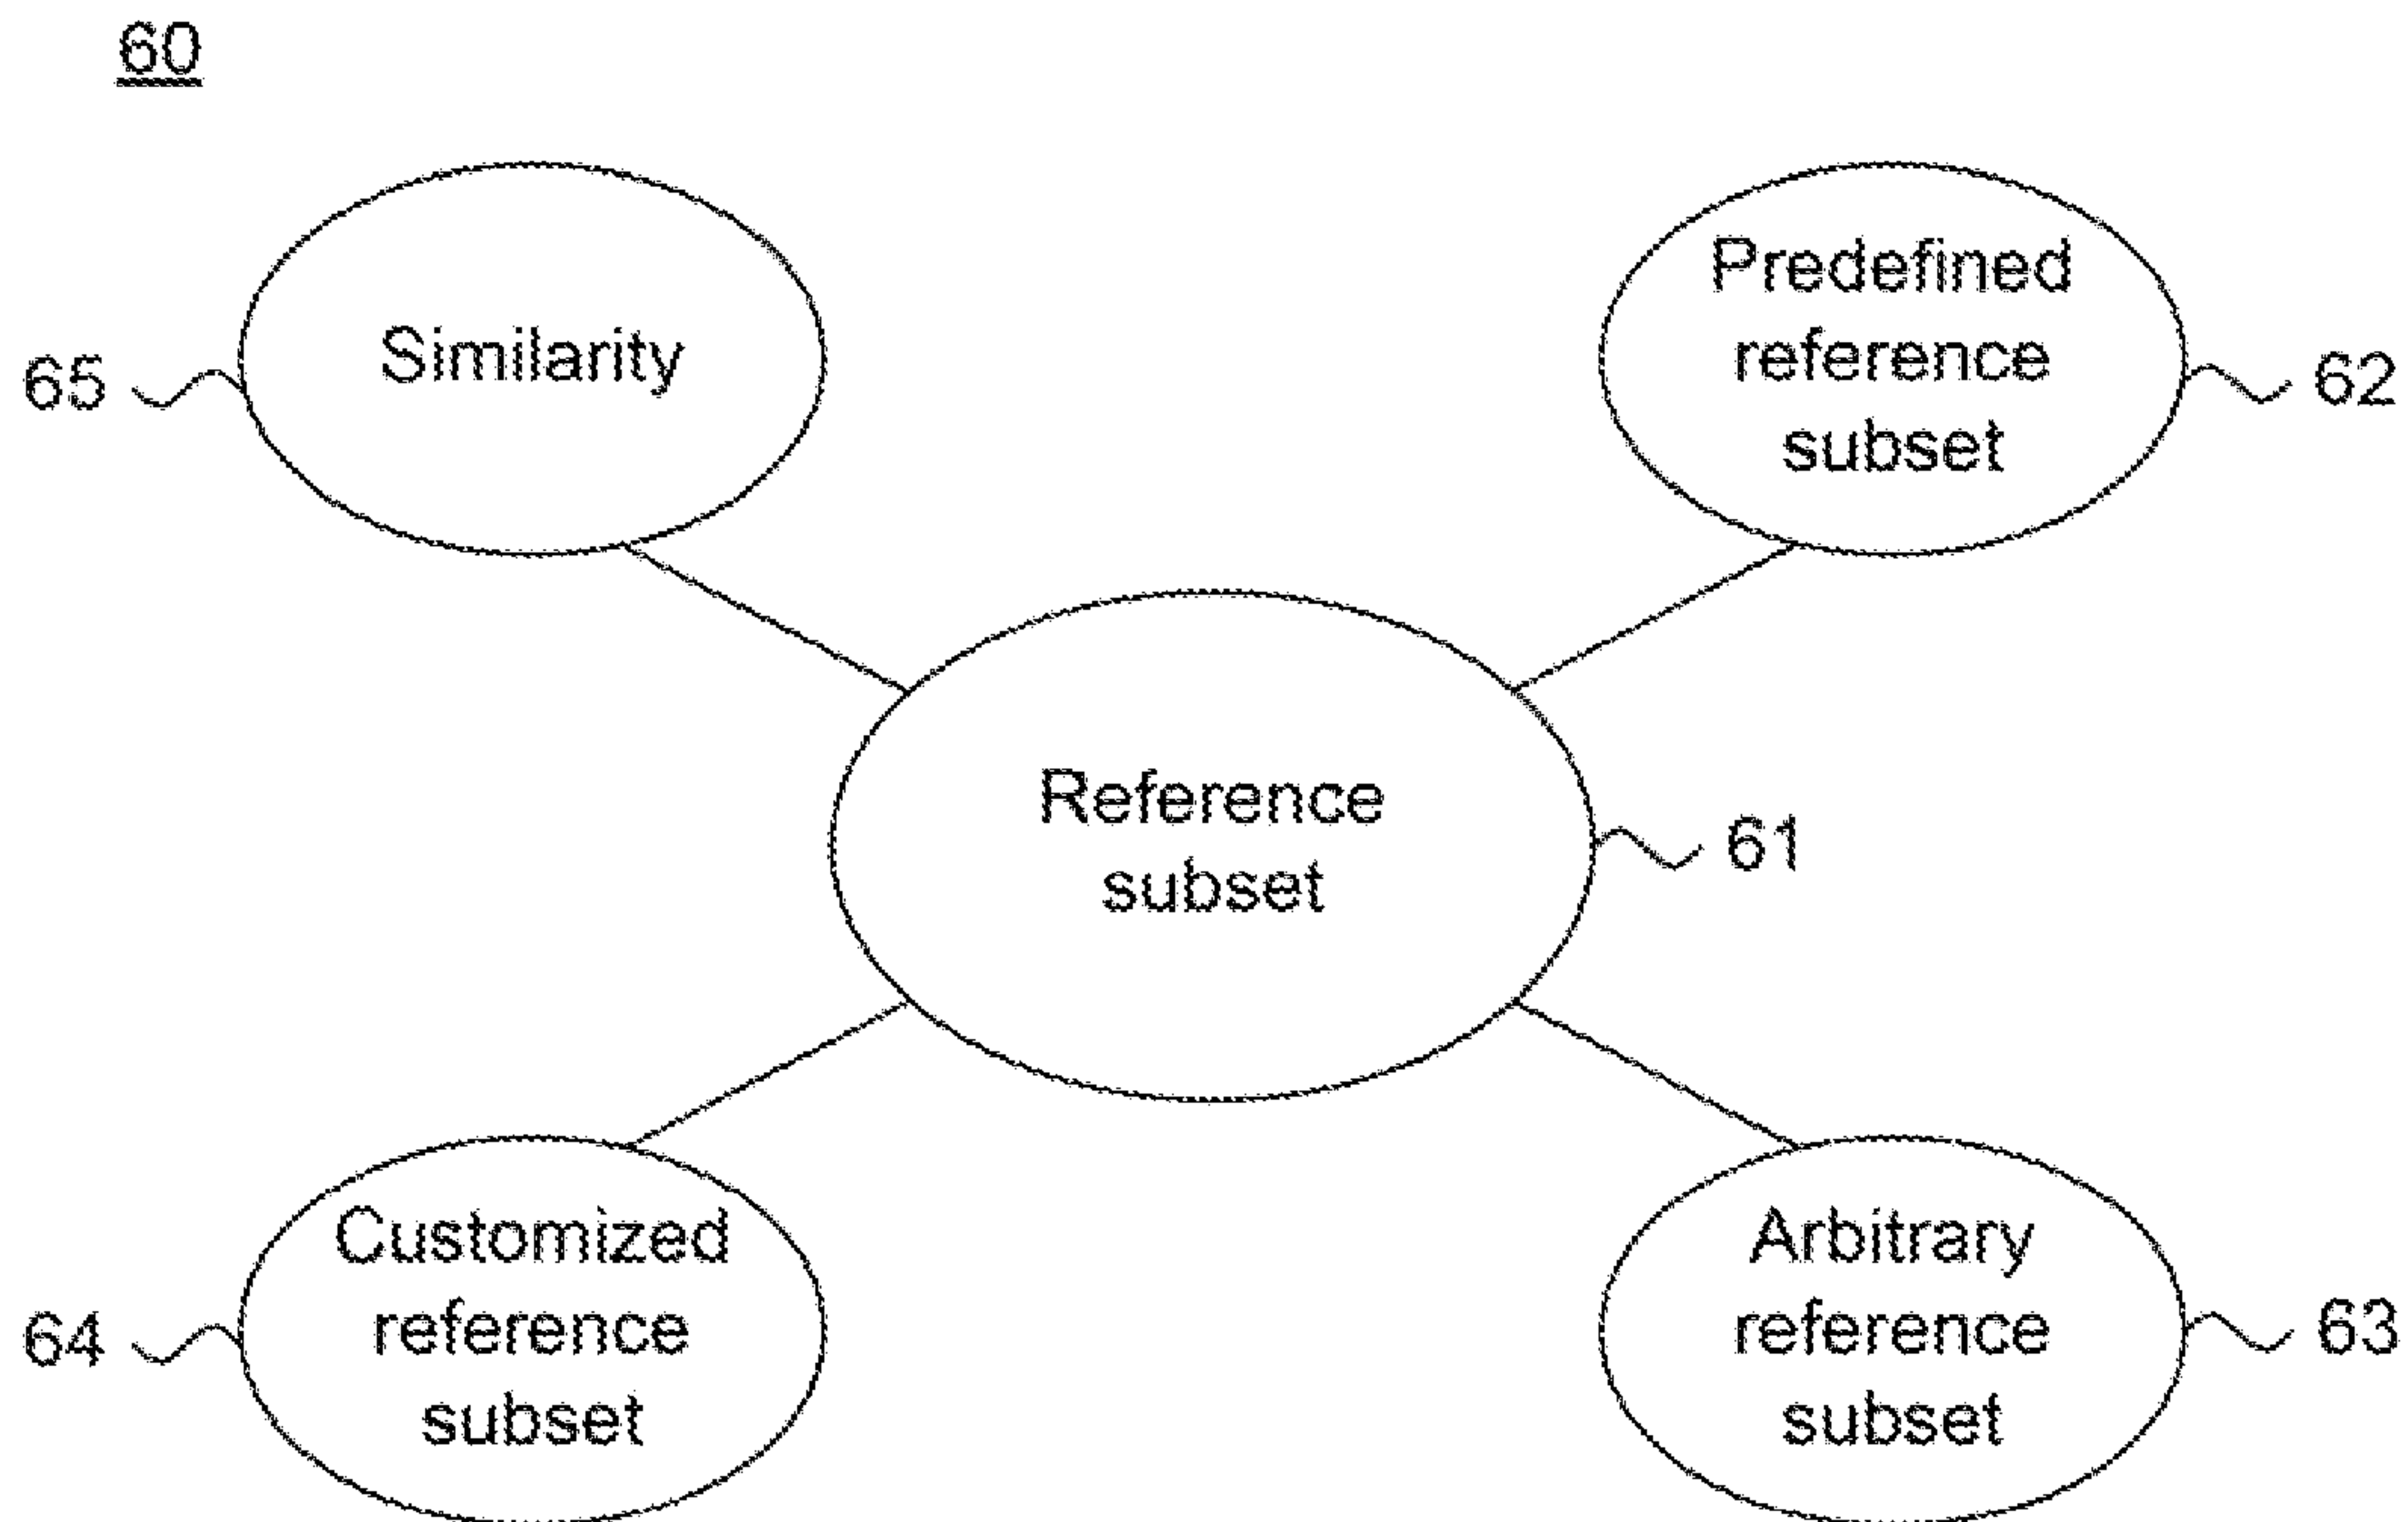 60
Similarity
65
Predefined
reference
subset
62
Reference
subset
61
Customized
reference
subset
64
Arbitrary
reference
subset
63